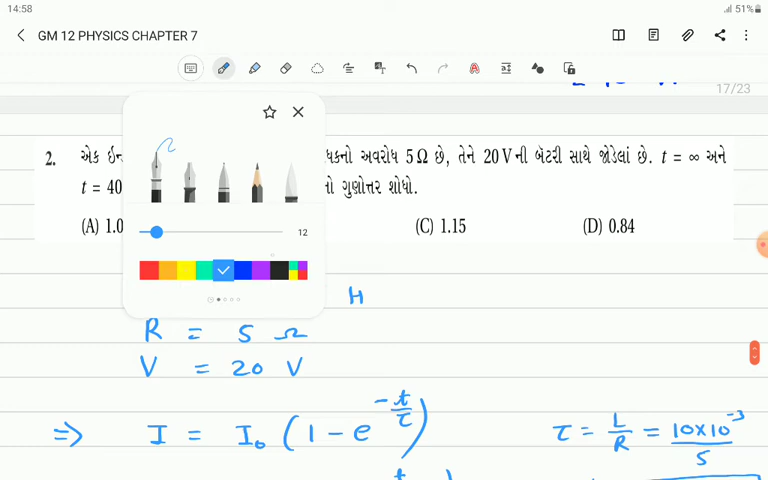 14:58 51%
GM 12 PHYSICS CHAPTER 7
17/23
2. એક ઇન અવરોધ 5 Ω છે, તેને 20 V ની બૅટરી સાથે જોડેલાં છે. t = ∞ અને
t = 40 ગુણોત્તર શોધો.
(A) 1.0 (C) 1.15 (D) 0.84
12
H
R = 5 Ω
V = 20 V
⇒ I = I₀ (1 − e^(−t/τ)) τ = L/R = 10×10⁻³/5